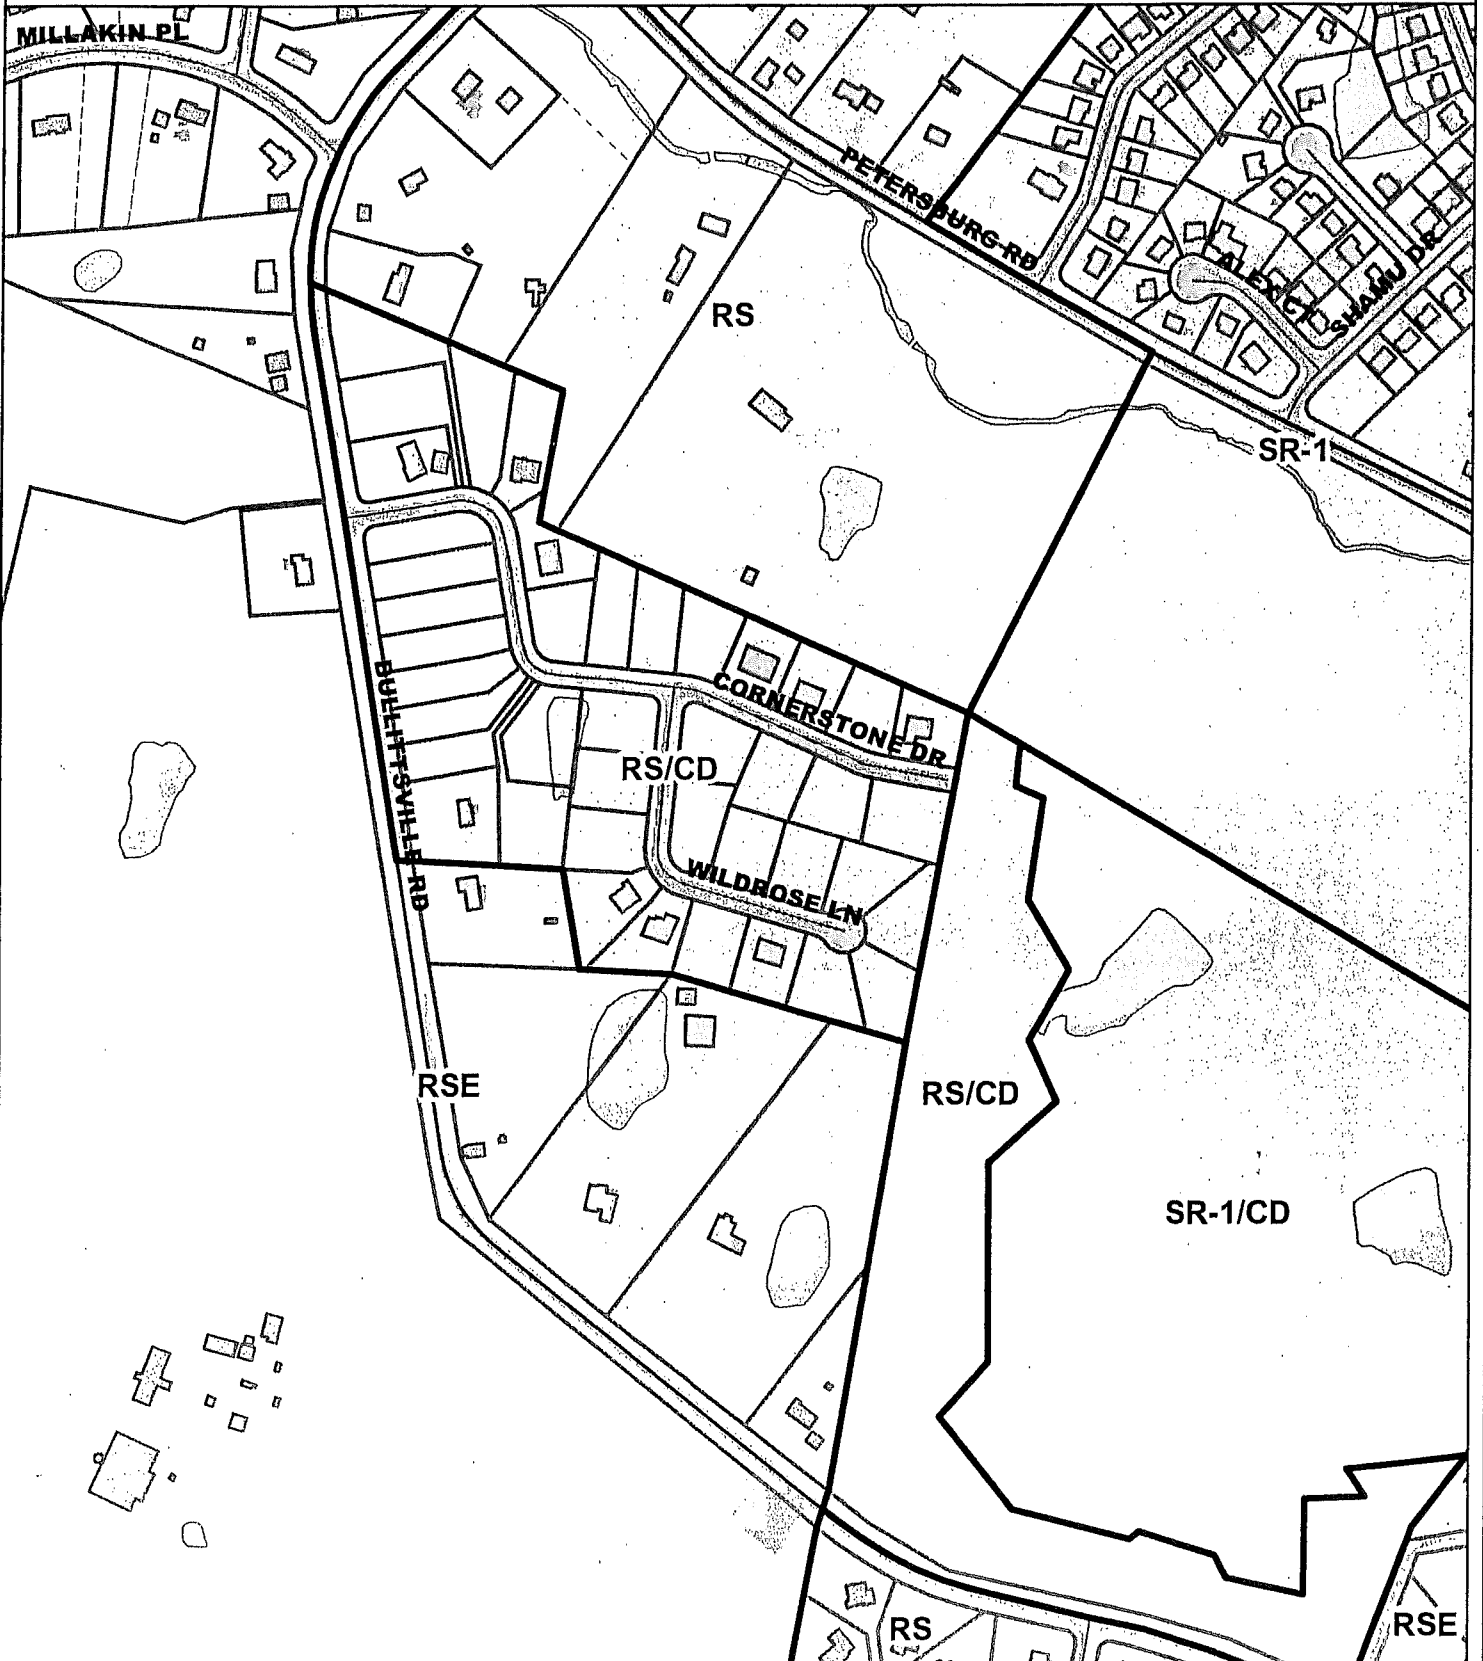 MILLAKIN PL
PETERSBURG RD
ALEX CT
SHAMU DR
RS
SR-1
BULLITTSVILLE RD
CORNERSTONE DR
RS/CD
WILDROSE LN
RSE
RS/CD
SR-1/CD
RS
RSE